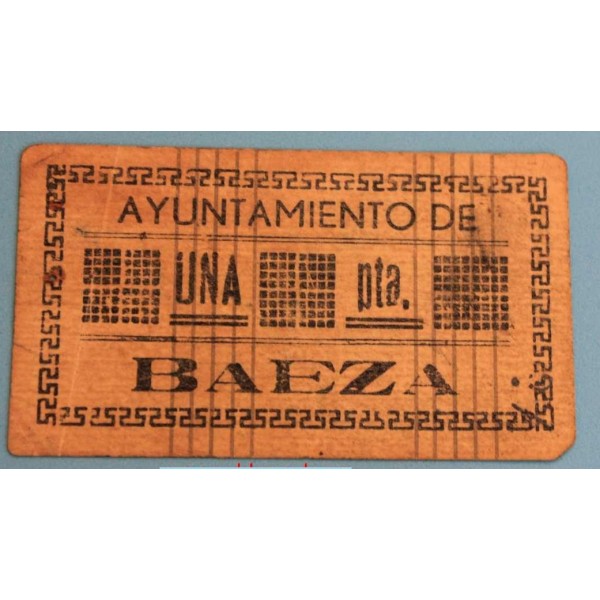 AYUNTAMIENTO DE
UNA pta.
BAEZA